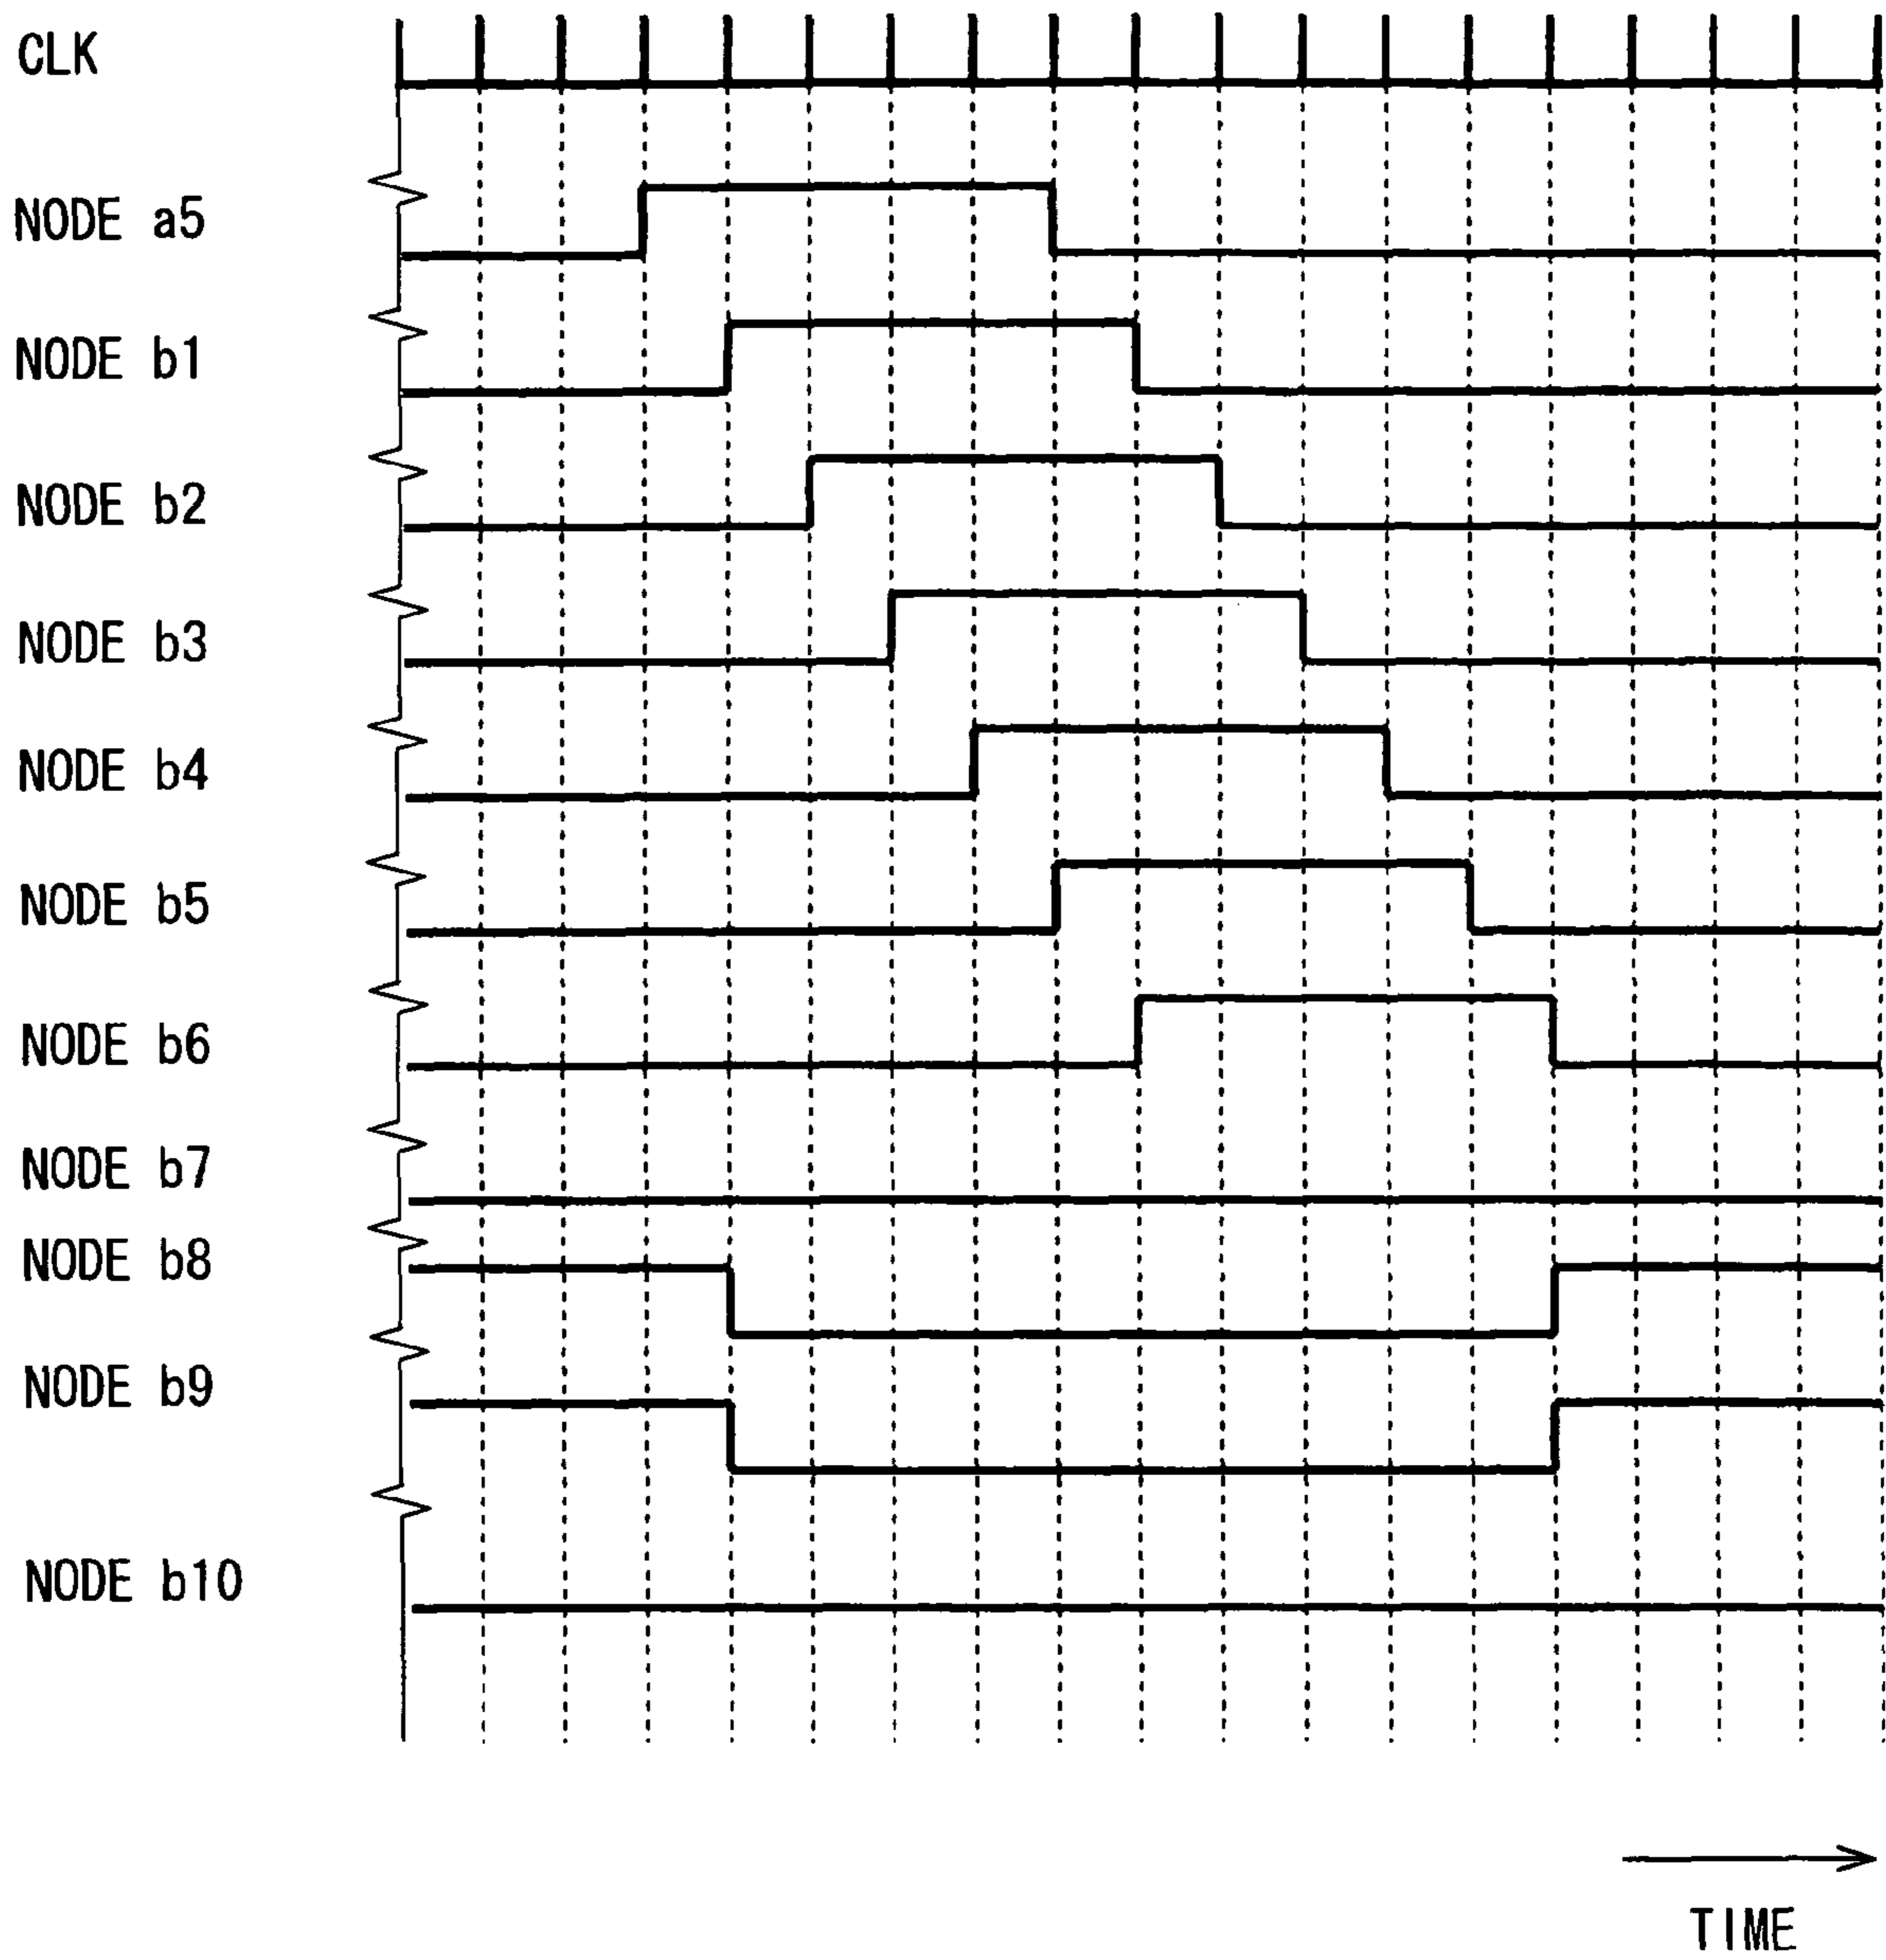 CLK
NODE a5
NODE b1
NODE b2
NODE b3
NODE b4
NODE b5
NODE b6
NODE b7
NODE b8
NODE b9
NODE b10
TIME